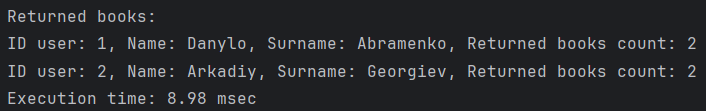 Returned books:
ID user: 1, Name: Danylo, Surname: Abramenko, Returned books count: 2
ID user: 2, Name: Arkadiy, Surname: Georgiev, Returned books count: 2
Execution time: 8.98 msec